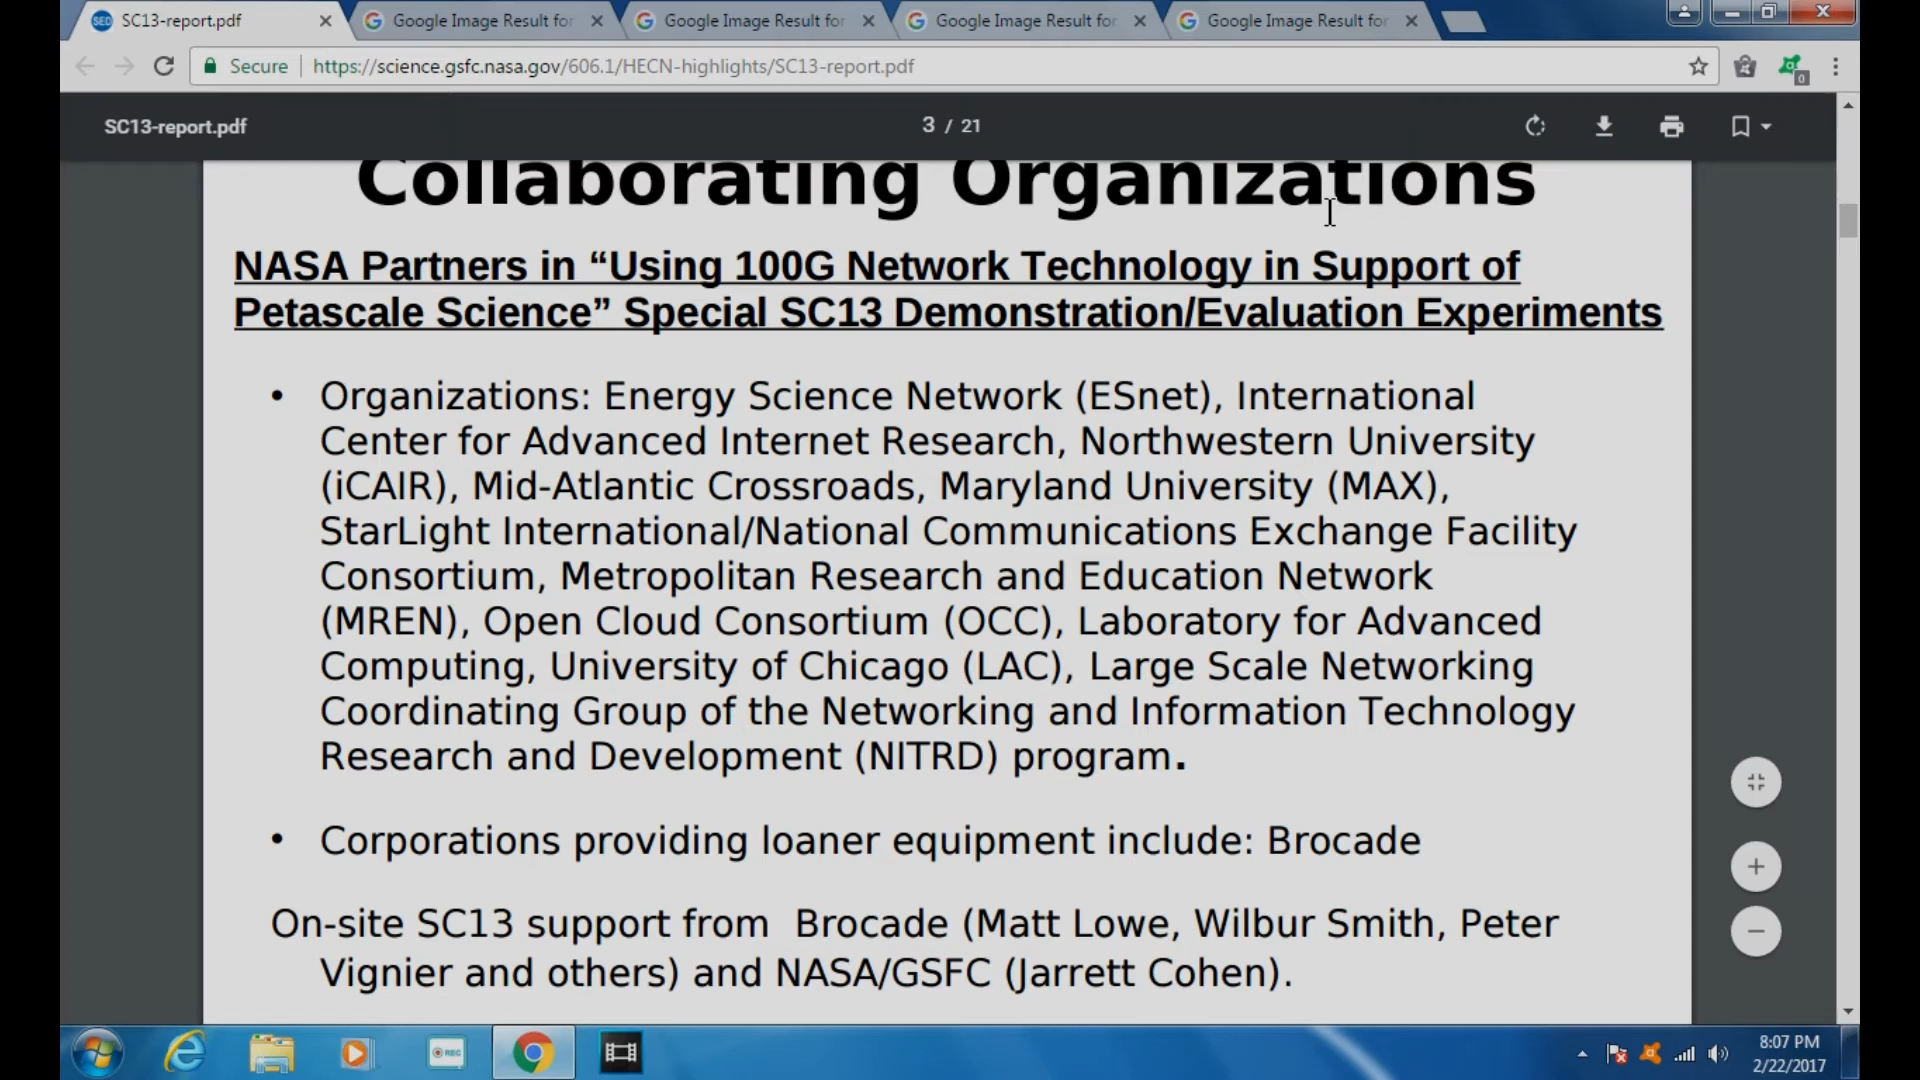 SC13-report.pdf
Google Image Result for
Google Image Result for
Google Image Result for
Google Image Result for
Secure
https://science.gsfc.nasa.gov/606.1/HECN-highlights/SC13-report.pdf
0
SC13-report.pdf
3 / 21
Collaborating Organizations
NASA Partners in “Using 100G Network Technology in Support of
Petascale Science” Special SC13 Demonstration/Evaluation Experiments
• Organizations: Energy Science Network (ESnet), International
Center for Advanced Internet Research, Northwestern University
(iCAIR), Mid-Atlantic Crossroads, Maryland University (MAX),
StarLight International/National Communications Exchange Facility
Consortium, Metropolitan Research and Education Network
(MREN), Open Cloud Consortium (OCC), Laboratory for Advanced
Computing, University of Chicago (LAC), Large Scale Networking
Coordinating Group of the Networking and Information Technology
Research and Development (NITRD) program.
• Corporations providing loaner equipment include: Brocade
On-site SC13 support from  Brocade (Matt Lowe, Wilbur Smith, Peter
Vignier and others) and NASA/GSFC (Jarrett Cohen).
REC
8:07 PM
2/22/2017